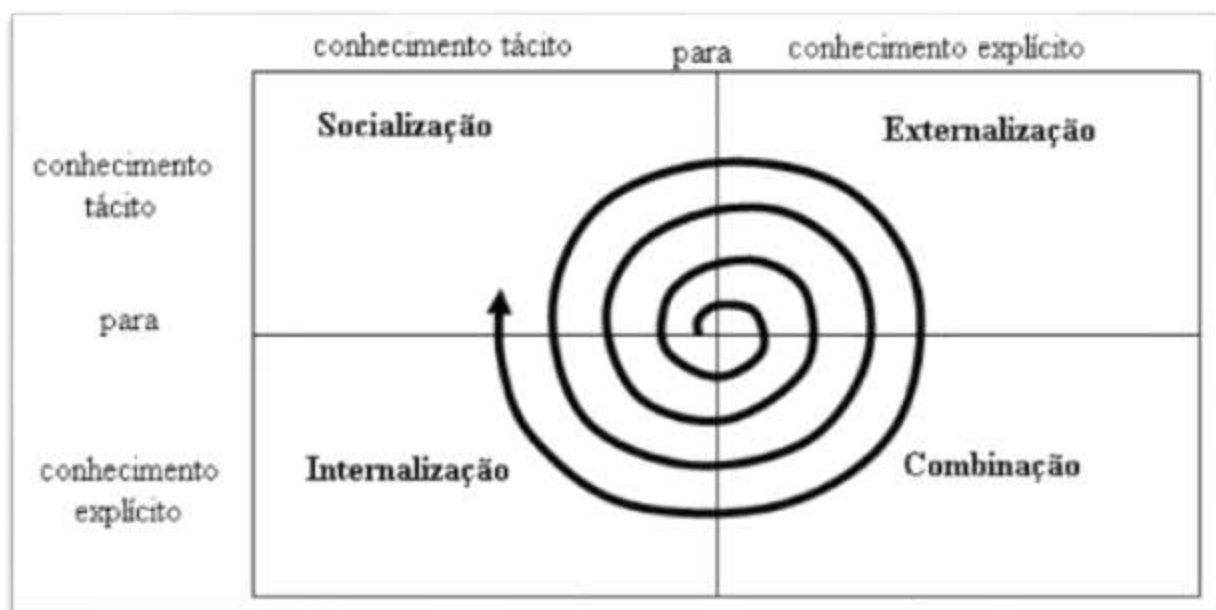 conhecimento tácito para conhecimento explícito
Socialização Externalização
conhecimento
tácito
para
conhecimento
explícito
Internalização Combinação